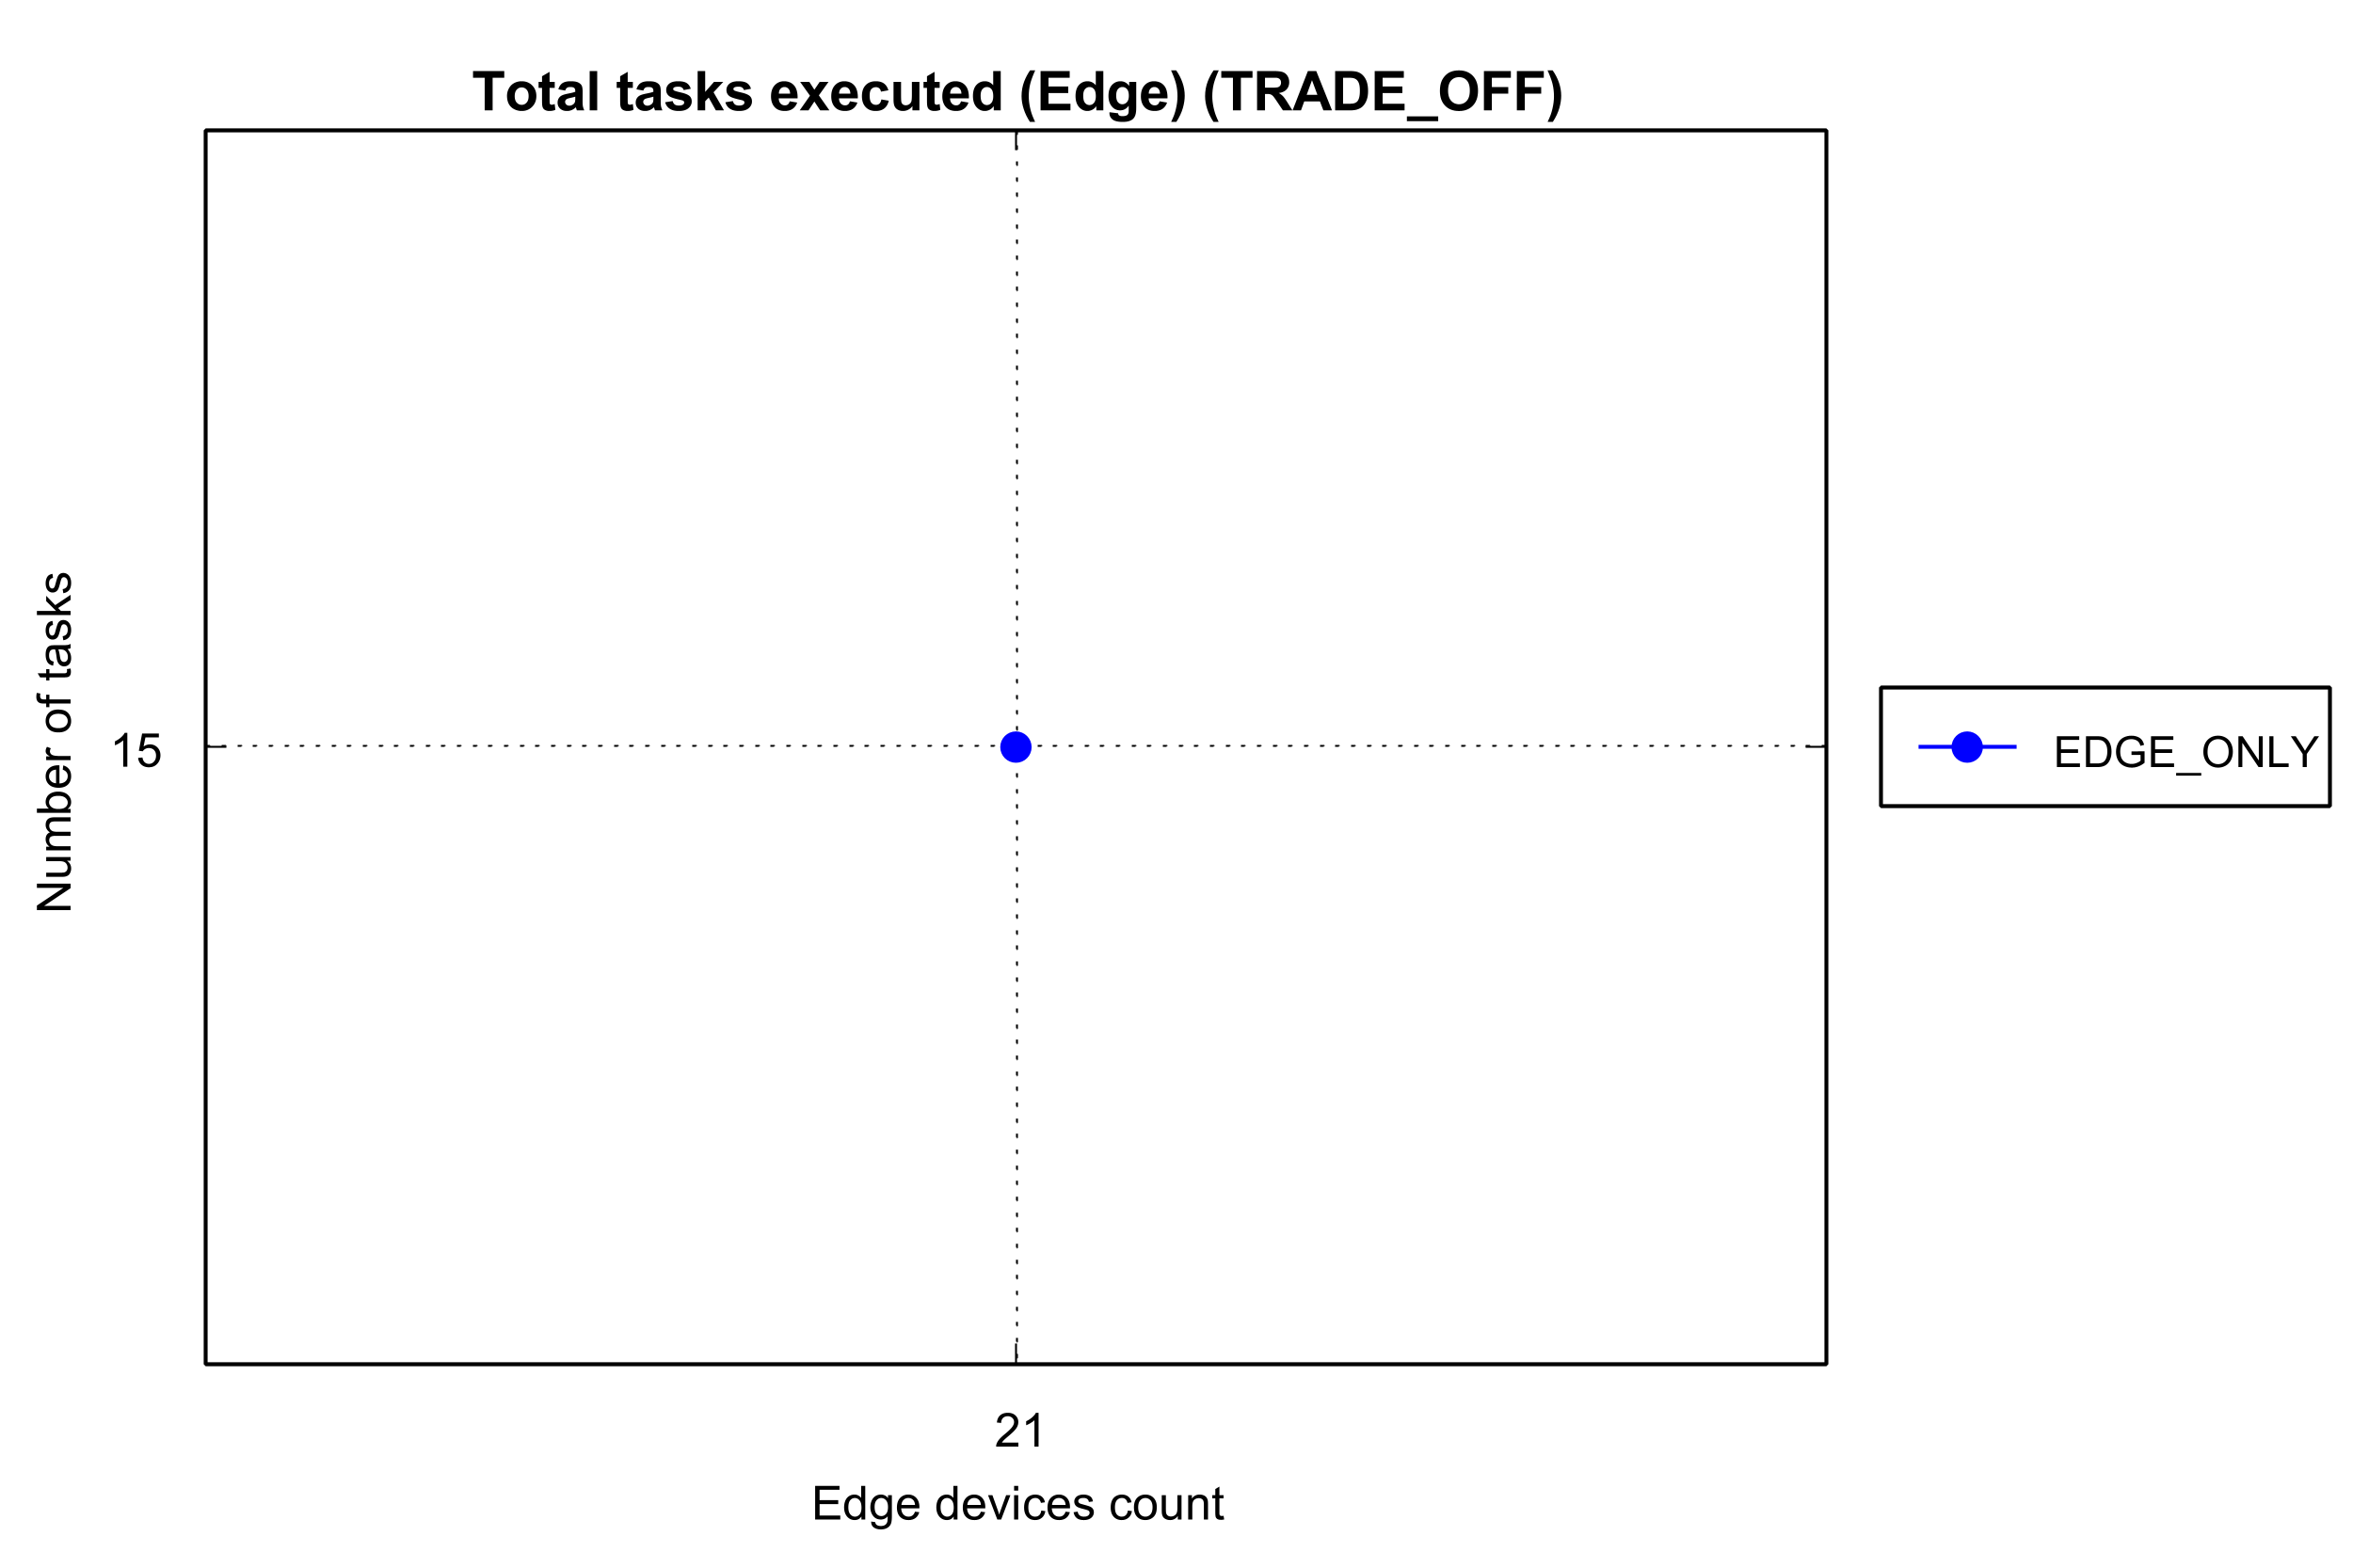 Total tasks executed (Edge) (TRADE_OFF)
Number of tasks
15
EDGE_ONLY
21
Edge devices count